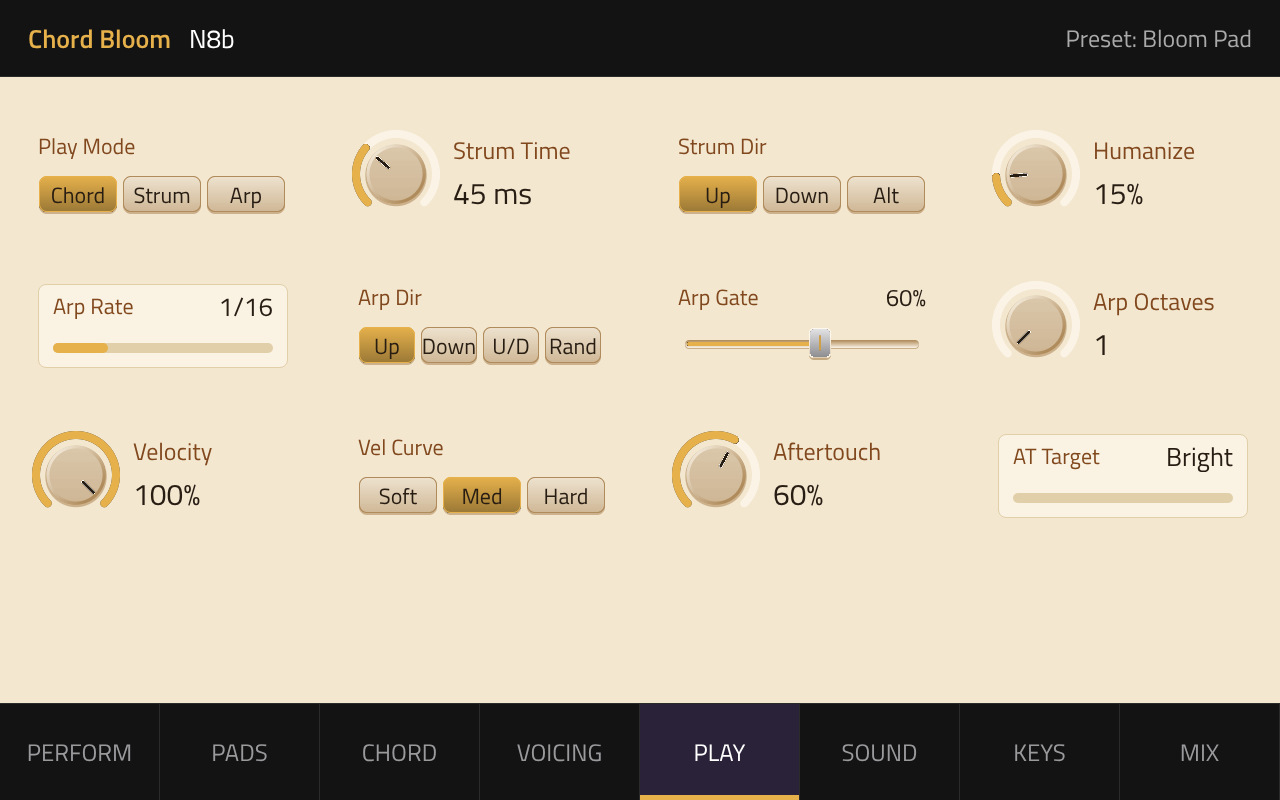 Chord Bloom N8b
Preset: Bloom Pad
Play Mode
Chord Strum Arp
Strum Time
45 ms
Strum Dir
Up Down Alt
Humanize
15%
Arp Rate 1/16
Arp Dir
Up Down U/D Rand
Arp Gate 60%
Arp Octaves
1
Velocity
100%
Vel Curve
Soft Med Hard
Aftertouch
60%
AT Target Bright
PERFORM PADS CHORD VOICING PLAY SOUND KEYS MIX